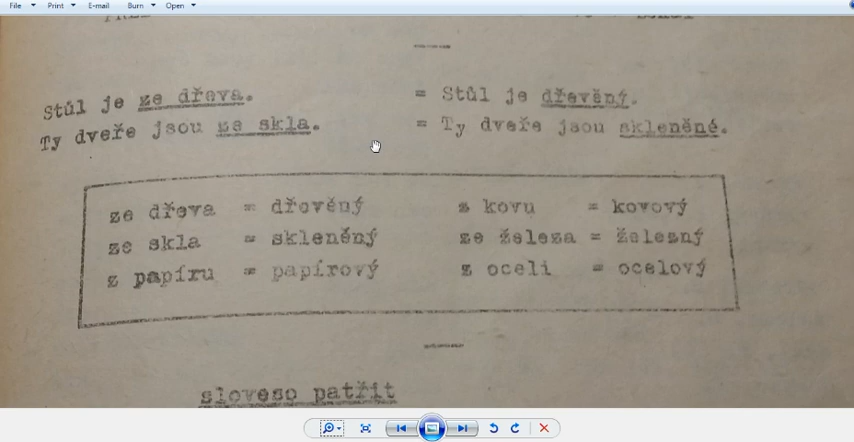 File Print E-mail Burn Open
Stůl je ze dřeva. = Stůl je dřevěný.
Ty dveře jsou ze skla. = Ty dveře jsou skleněné.
ze dřeva = dřevěný z kovu = kovový
ze skla = skleněný ze železa = železný
z papíru = papírový z oceli = ocelový
sloveso patřit